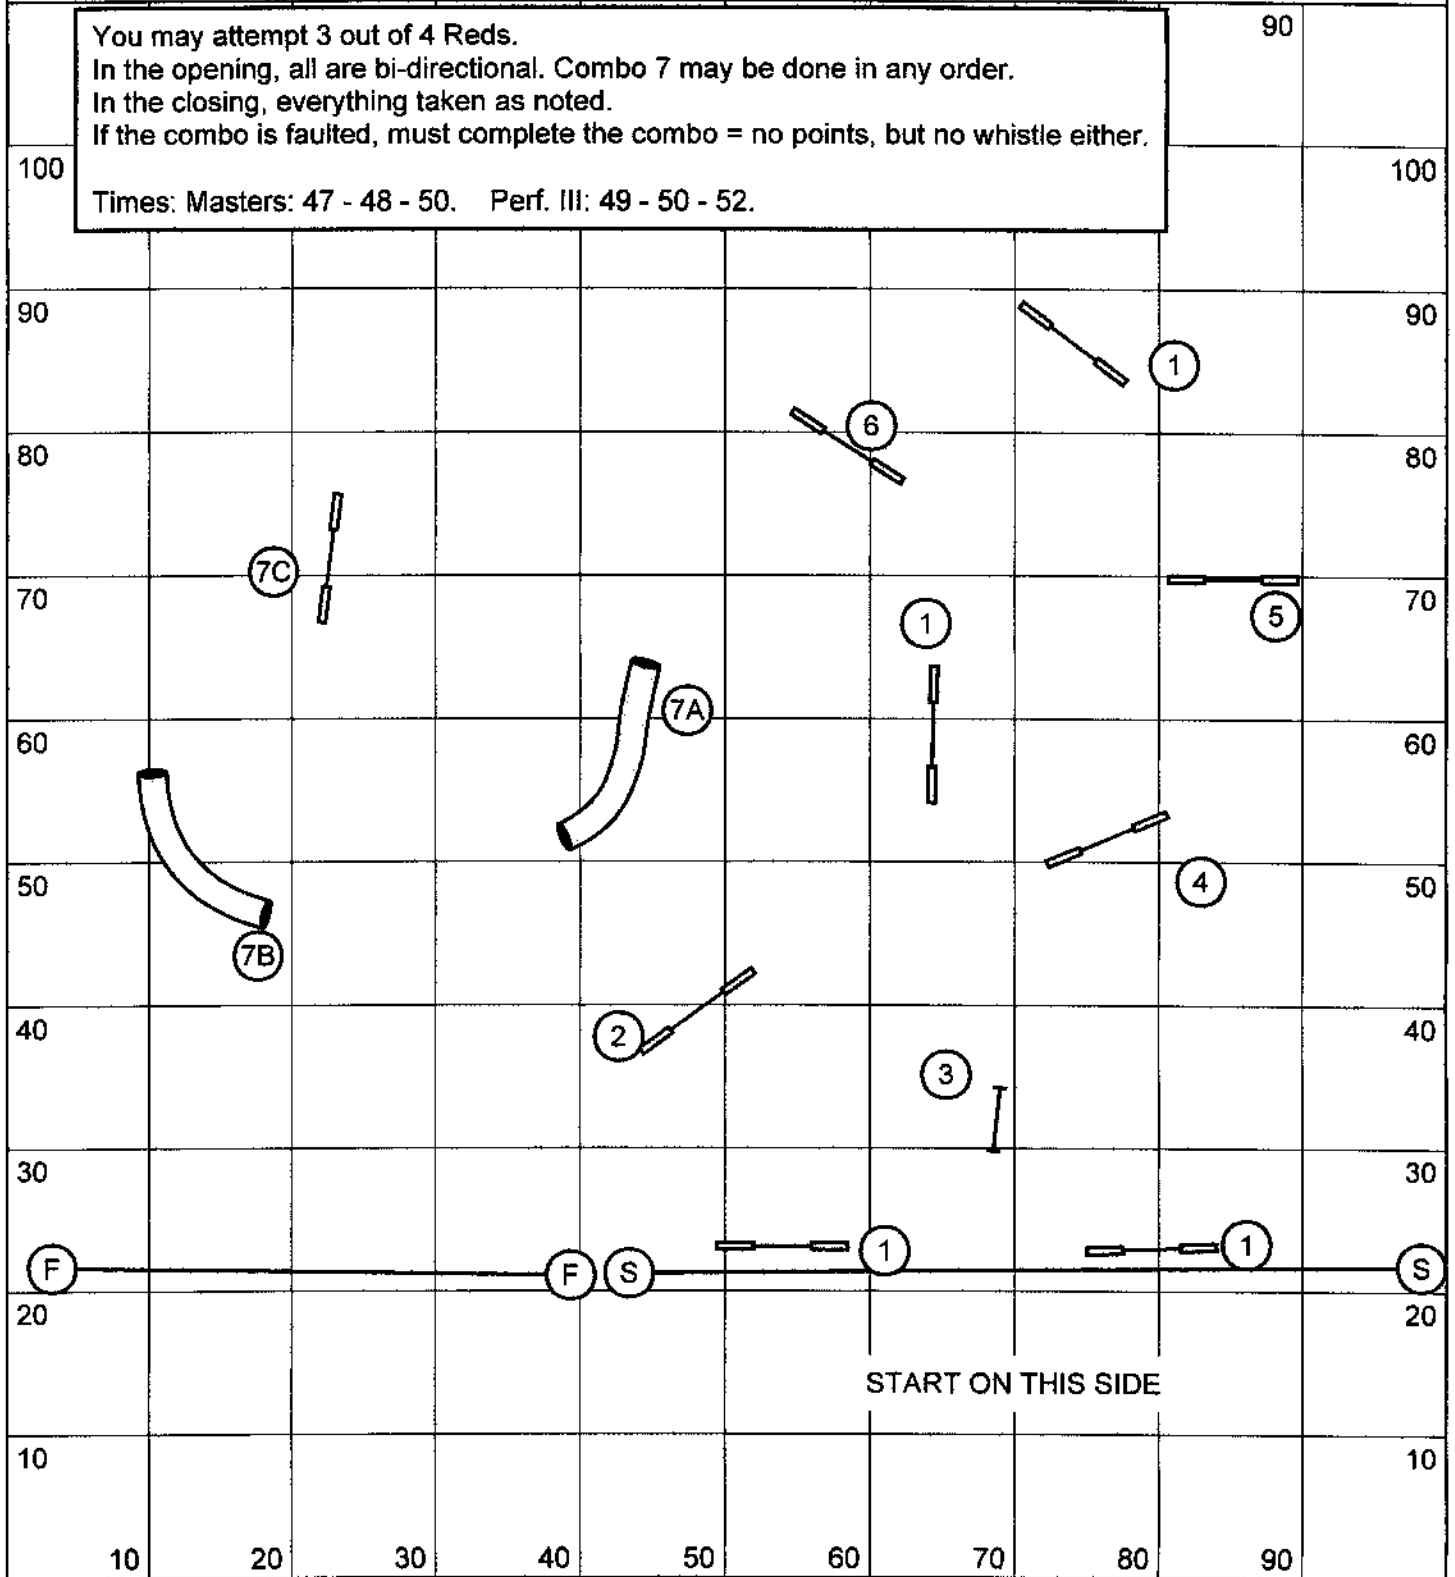 You may attempt 3 out of 4 Reds.
In the opening, all are bi-directional. Combo 7 may be done in any order.
In the closing, everything taken as noted.
If the combo is faulted, must complete the combo = no points, but no whistle either.
Times: Masters: 47 - 48 - 50. Perf. III: 49 - 50 - 52.
90
100 100
90 90
1
6
80 80
7C
70 70
1 5
7A
60 60
50 50
4
7B
40 40
2
3
30 30
F F S 1 1 S
20 20
START ON THIS SIDE
10 10
10 20 30 40 50 60 70 80 90